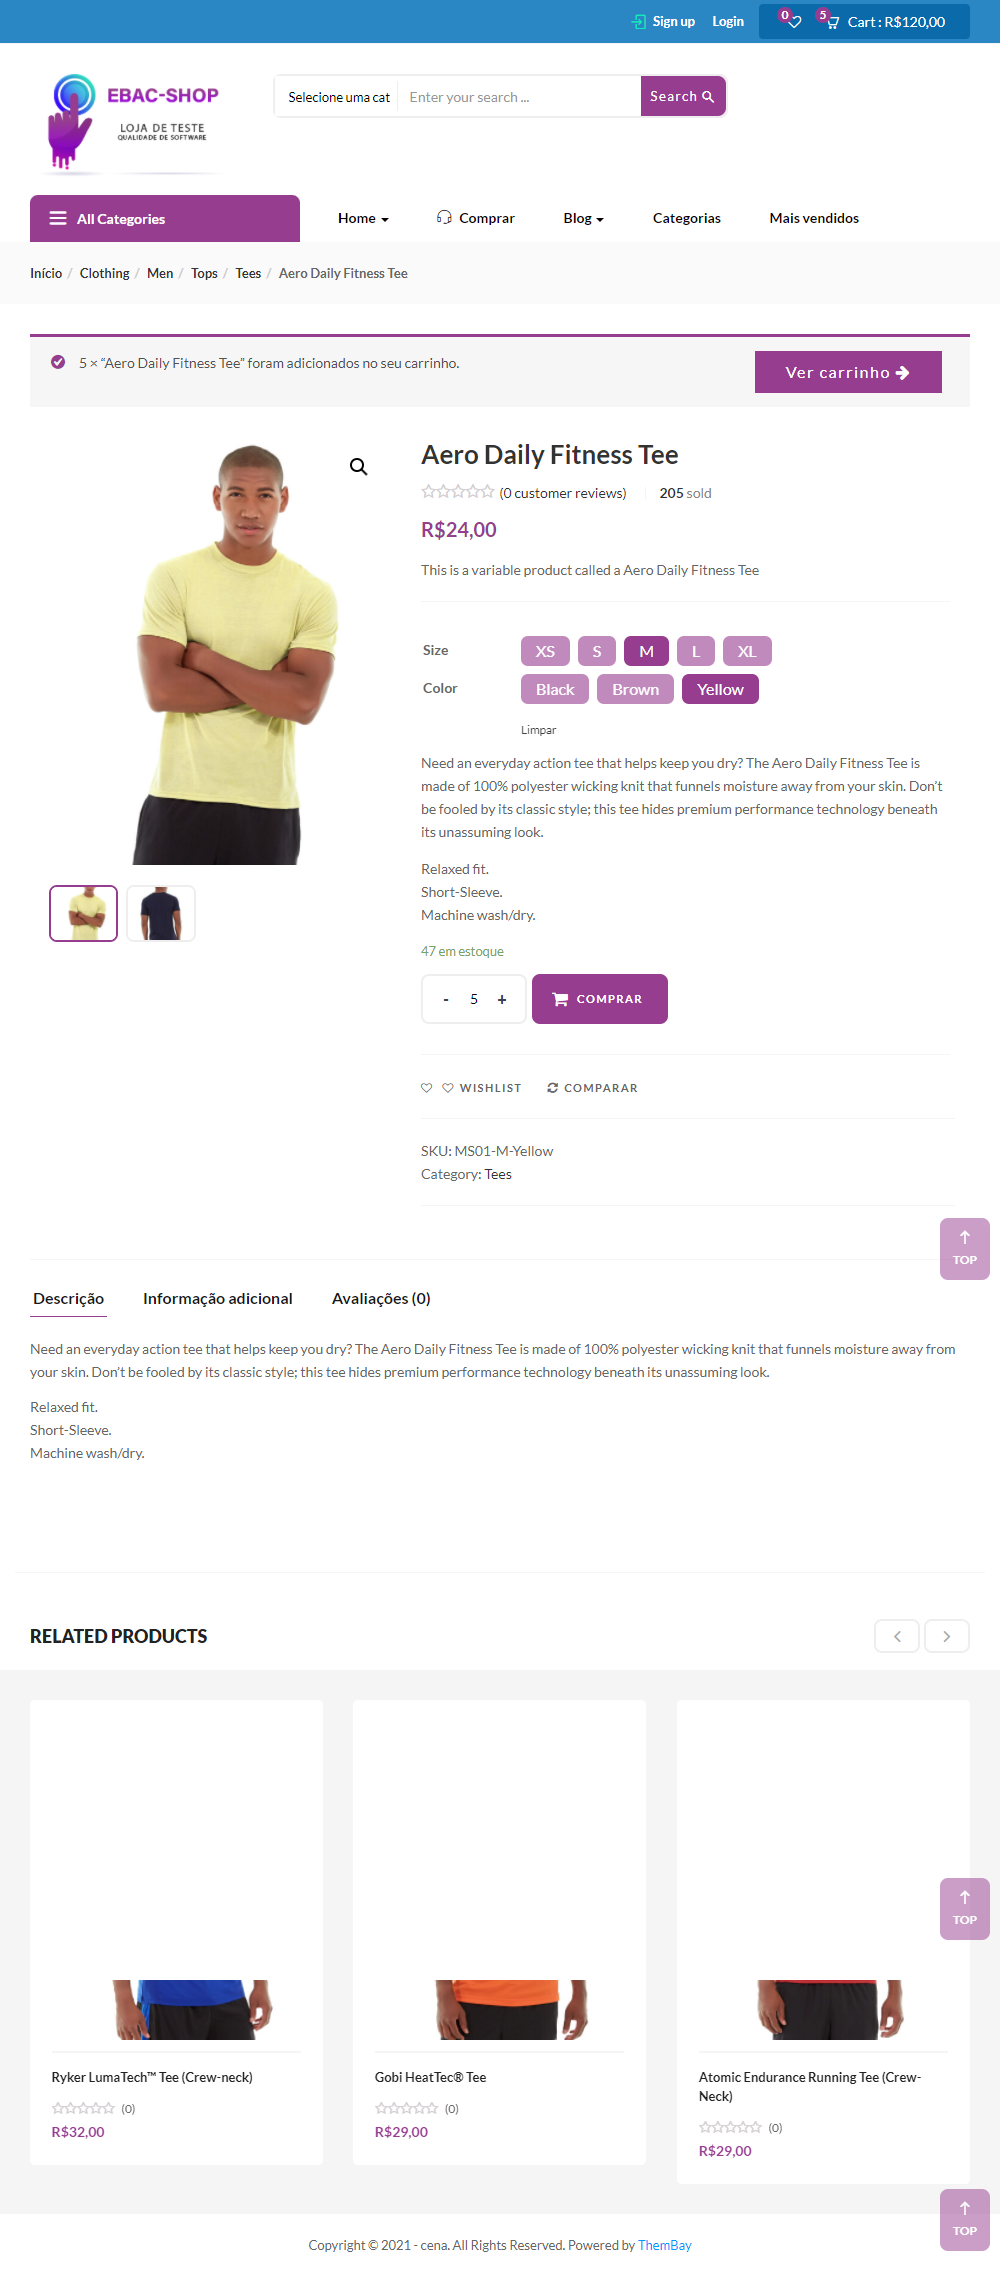 Sign up Login 0 5 Cart : R$120,00
EBAC-SHOP
LOJA DE TESTE
QUALIDADE DE SOFTWARE
Selecione uma cat Enter your search ... Search
All Categories Home Comprar Blog Categorias Mais vendidos
Início / Clothing / Men / Tops / Tees / Aero Daily Fitness Tee
5 × “Aero Daily Fitness Tee” foram adicionados no seu carrinho. Ver carrinho
Aero Daily Fitness Tee
(0 customer reviews) 205 sold
R$24,00
This is a variable product called a Aero Daily Fitness Tee
Size XS S M L XL
Color Black Brown Yellow
Limpar
Need an everyday action tee that helps keep you dry? The Aero Daily Fitness Tee is
made of 100% polyester wicking knit that funnels moisture away from your skin. Don’t
be fooled by its classic style; this tee hides premium performance technology beneath
its unassuming look.
Relaxed fit.
Short-Sleeve.
Machine wash/dry.
47 em estoque
- 5 + COMPRAR
WISHLIST COMPARAR
SKU: MS01-M-Yellow
Category: Tees
TOP
Descrição Informação adicional Avaliações (0)
Need an everyday action tee that helps keep you dry? The Aero Daily Fitness Tee is made of 100% polyester wicking knit that funnels moisture away from
your skin. Don’t be fooled by its classic style; this tee hides premium performance technology beneath its unassuming look.
Relaxed fit.
Short-Sleeve.
Machine wash/dry.
RELATED PRODUCTS
TOP
Ryker LumaTech™ Tee (Crew-neck)
(0)
R$32,00
Gobi HeatTec® Tee
(0)
R$29,00
Atomic Endurance Running Tee (Crew-
Neck)
(0)
R$29,00
TOP
Copyright © 2021 - cena. All Rights Reserved. Powered by ThemBay